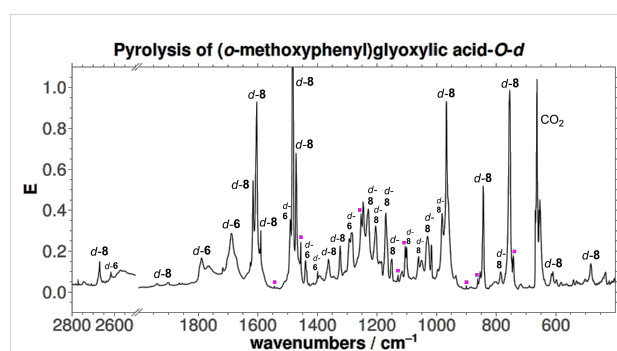 Pyrolysis of (o-methoxyphenyl)glyoxylic acid-O-d
E
1.0
0.8
0.6
0.4
0.2
0.0
d-8
d-6
d-8
d-6
d-6
d-8
d-8
d-8
d-6
d-8
d-8
d-6
d-6
d-8
d-8
d-6
d-8
d-8
d-8
d-8
d-8
d-8
d-8
d-8
d-8
d-8
d-8
CO2
d-8
d-8
2800 2600 1800 1600 1400 1200 1000 800 600
wavenumbers / cm⁻¹